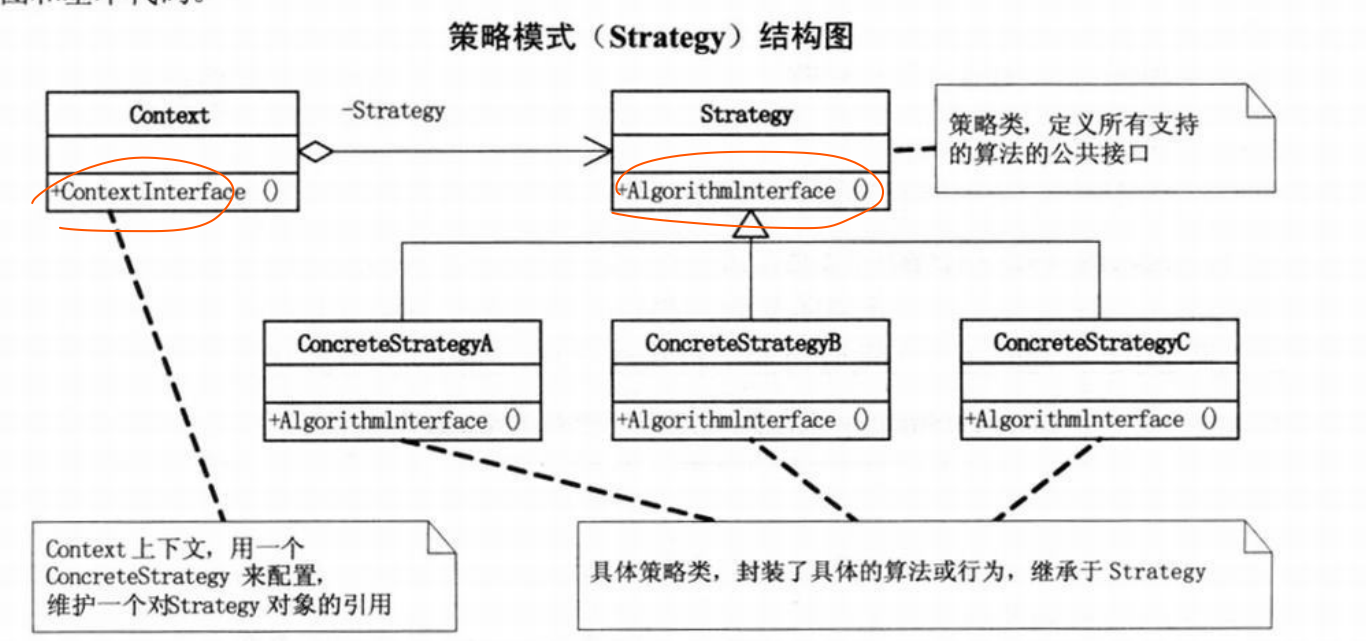 策略模式（Strategy）结构图
Context
-Strategy
Strategy
策略类，定义所有支持
的算法的公共接口
+ContextInterface ()
+AlgorithmInterface ()
ConcreteStrategyA
ConcreteStrategyB
ConcreteStrategyC
+AlgorithmInterface ()
+AlgorithmInterface ()
+AlgorithmInterface ()
Context 上下文，用一个
ConcreteStrategy 来配置，
维护一个对Strategy 对象的引用
具体策略类，封装了具体的算法或行为，继承于 Strategy